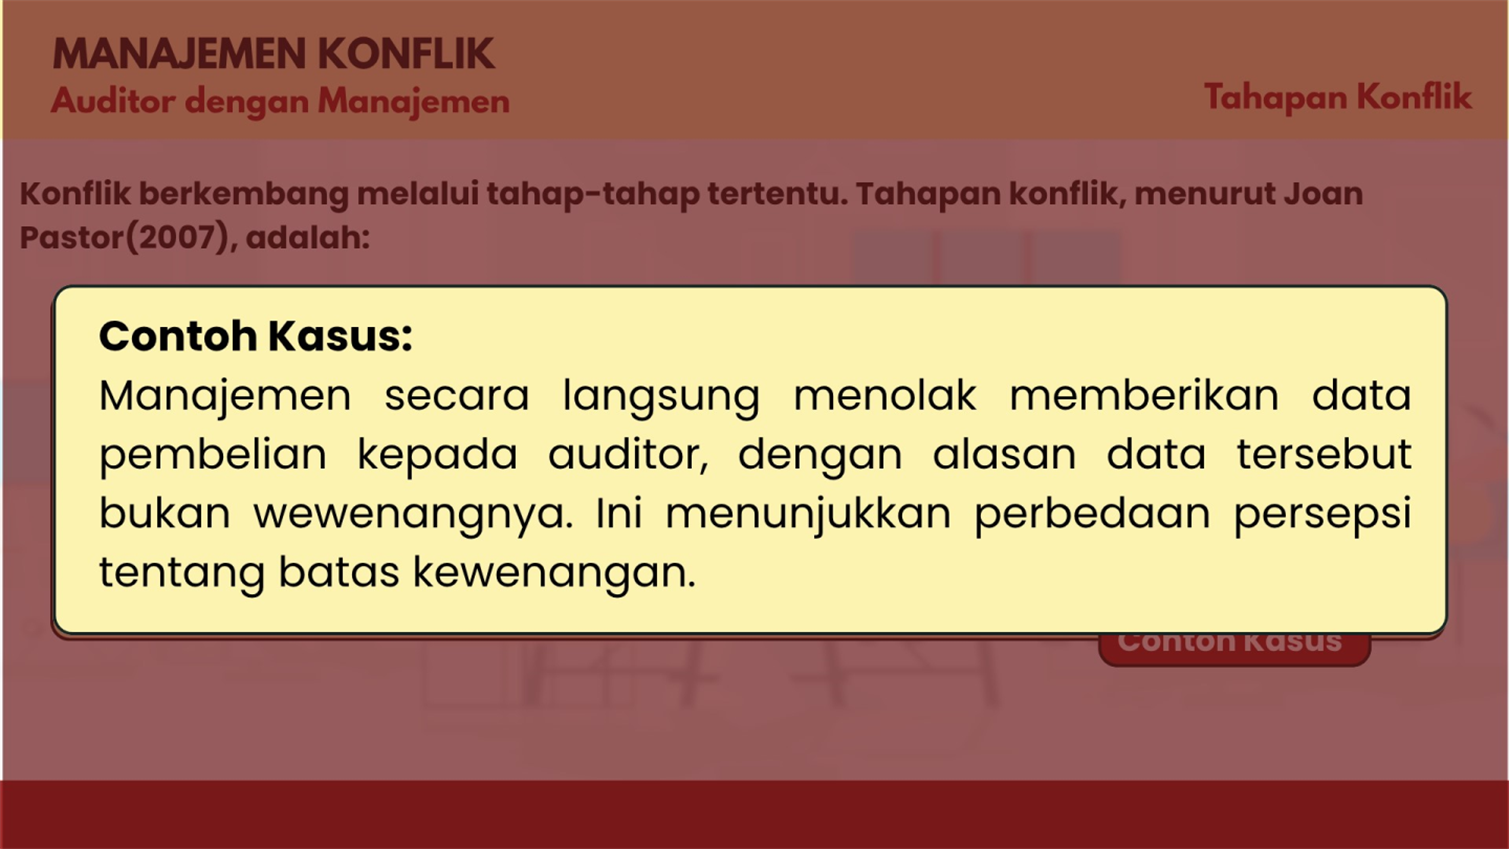 MANAJEMEN KONFLIK
Auditor dengan Manajemen
Tahapan Konflik
Konflik berkembang melalui tahap-tahap tertentu. Tahapan konflik, menurut Joan
Pastor(2007), adalah:
Contoh Kasus:
Manajemen secara langsung menolak memberikan data
pembelian kepada auditor, dengan alasan data tersebut
bukan wewenangnya. Ini menunjukkan perbedaan persepsi
tentang batas kewenangan.
Contoh Kasus